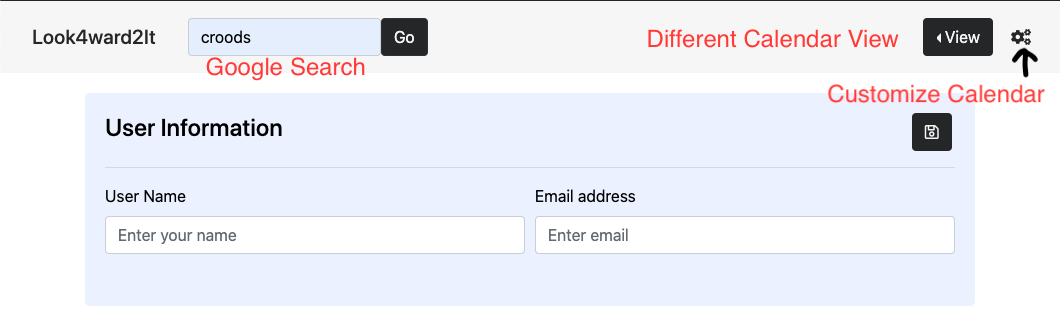 Look4ward2It croods Go Different Calendar View View
Google Search
Customize Calendar
User Information
User Name Email address
Enter your name Enter email